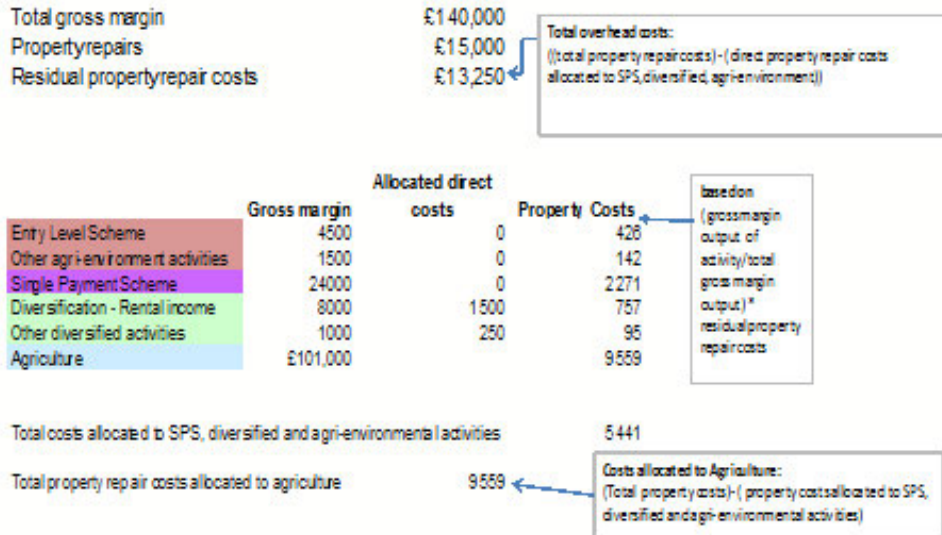 Total gross margin £140,000
Propertyrepairs £15,000
Residual propertyrepair costs £13,250
Total overhead costs:
((total property repair costs) - (direct property repair costs
allocated to SPS, diversified, agri-environment))
Allocated direct
Gross margin costs Property Costs
Entry Level Scheme 4500 0 426
Other agri-environment activities 1500 0 142
Single Payment Scheme 24000 0 2271
Diversification - Rental income 8000 1500 757
Other diversified activities 1000 250 95
Agriculture £101,000 9559
based on
(gross margin
output of
activity/total
gross margin
output) *
residual property
repair costs
Total costs allocated to SPS, diversified and agri-environmental activities 5441
Total property repair costs allocated to agriculture 9559
Costs allocated to Agriculture:
(Total property costs) - ( property costs allocated to SPS,
diversified and agri-environmental activities)